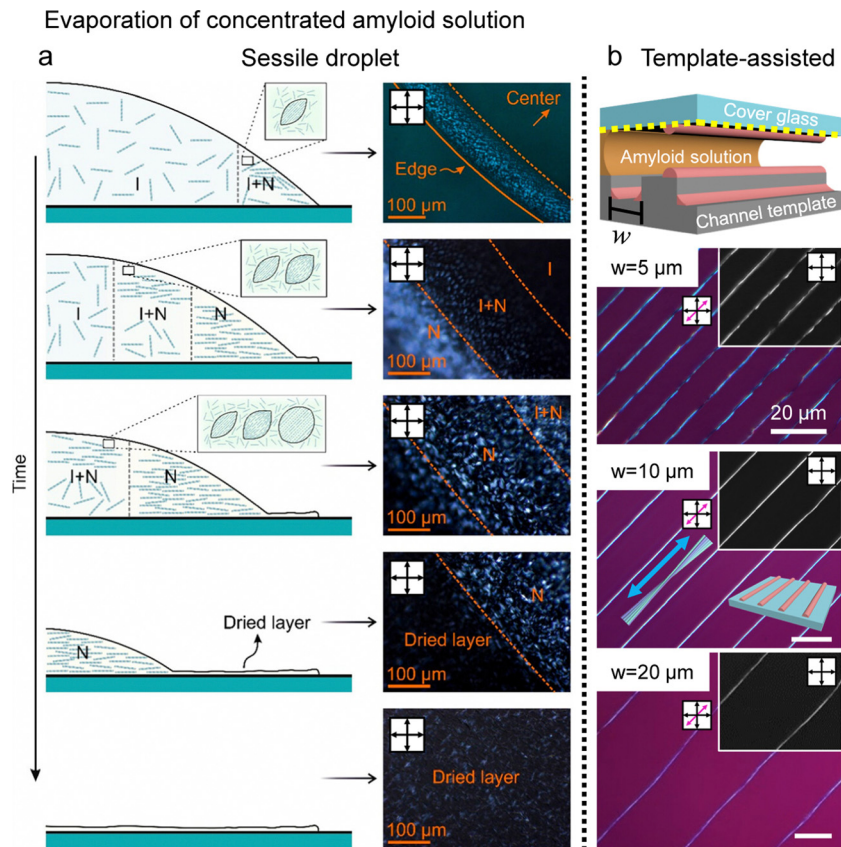 Evaporation of concentrated amyloid solution
a
Sessile droplet
b
Template-assisted
Time
I
I+N
Edge
Center
100 µm
I
I+N
N
N
I+N
I
100 µm
I+N
N
N
I+N
100 µm
N
Dried layer
Dried layer
N
100 µm
Dried layer
100 µm
Cover glass
Amyloid solution
Channel template
w
w=5 µm
20 µm
w=10 µm
w=20 µm